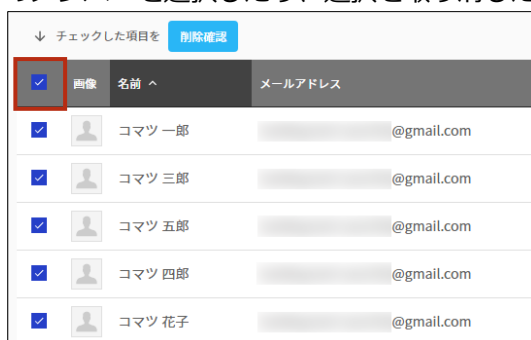 チェックした項目を 削除確認
画像 名前 メールアドレス
コマツ 一郎 @gmail.com
コマツ 三郎 @gmail.com
コマツ 五郎 @gmail.com
コマツ 四郎 @gmail.com
コマツ 花子 @gmail.com